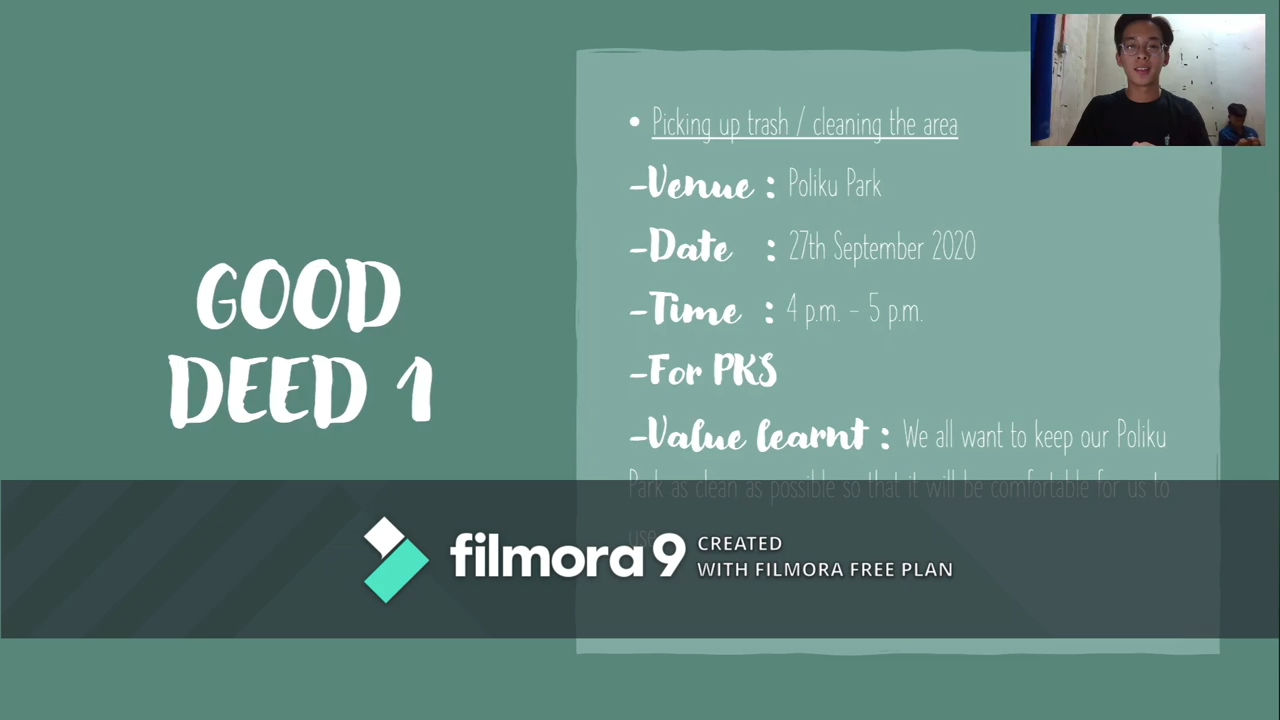 GOOD
DEED 1
• Picking up trash / cleaning the area
-Venue : Poliku Park
-Date : 27th September 2020
-Time : 4 p.m. - 5 p.m.
-For PKS
-Value learnt : We all want to keep our Poliku
Park as clean as possible so that it will be comfortable for us to
use
filmora9 CREATED
WITH FILMORA FREE PLAN